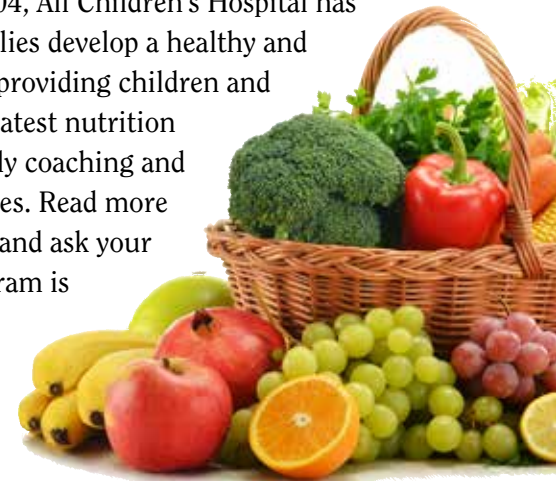 04, All Children's Hospital has
lies develop a healthy and
providing children and
atest nutrition
ly coaching and
es. Read more
and ask your
ram is